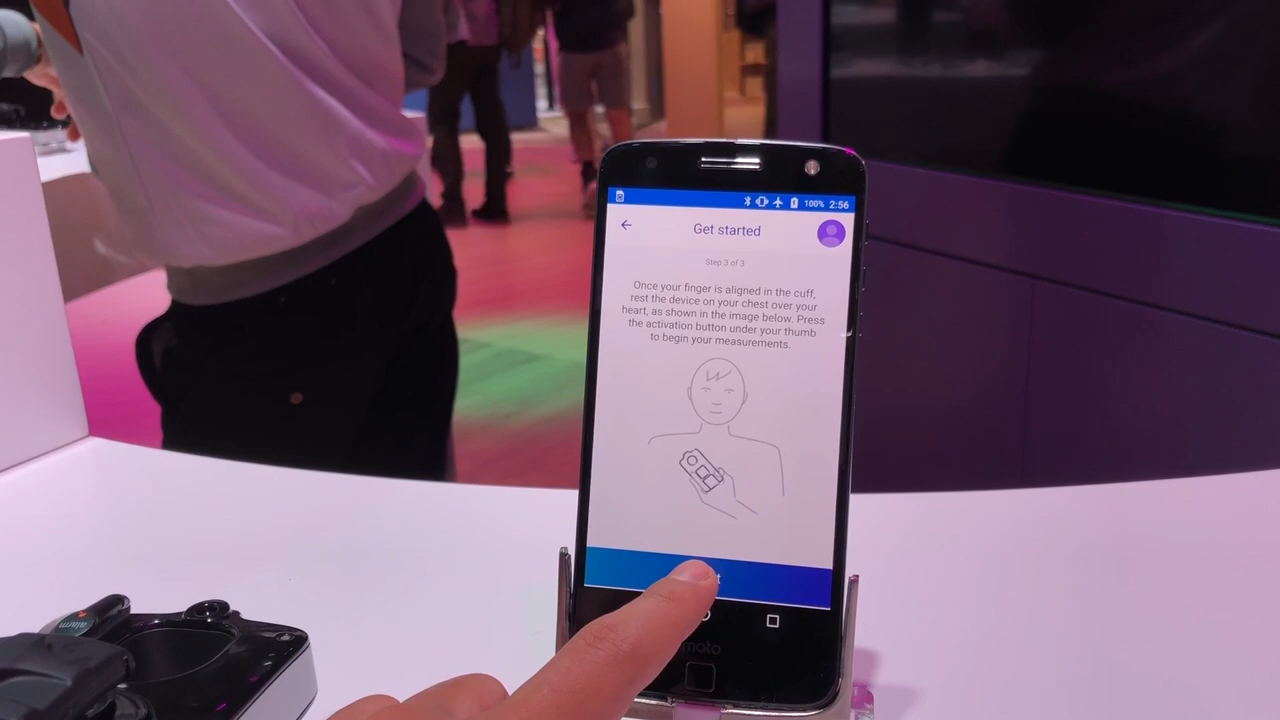 100% 2:56
Get started
Step 3 of 3
Once your finger is aligned in the cuff,
rest the device on your chest over your
heart, as shown in the image below. Press
the activation button under your thumb
to begin your measurements.
moto
alarm